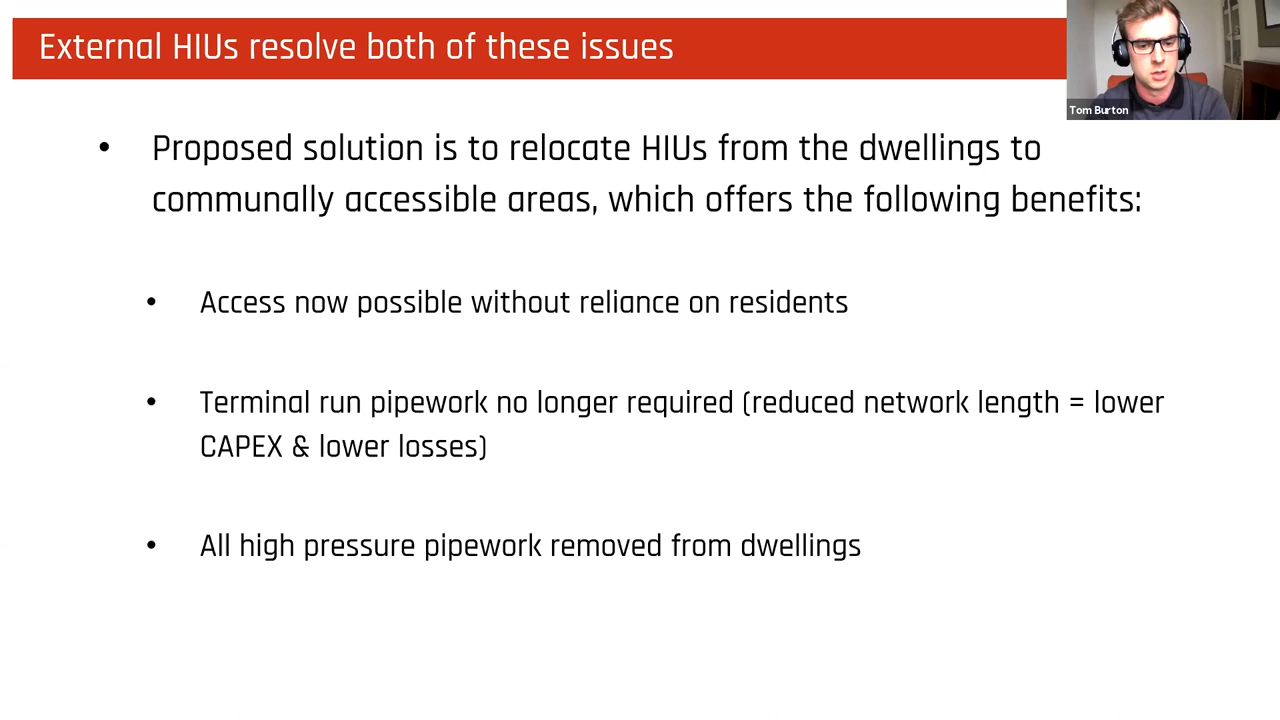 External HIUs resolve both of these issues
Tom Burton
• Proposed solution is to relocate HIUs from the dwellings to
communally accessible areas, which offers the following benefits:
• Access now possible without reliance on residents
• Terminal run pipework no longer required (reduced network length = lower
CAPEX & lower losses)
• All high pressure pipework removed from dwellings